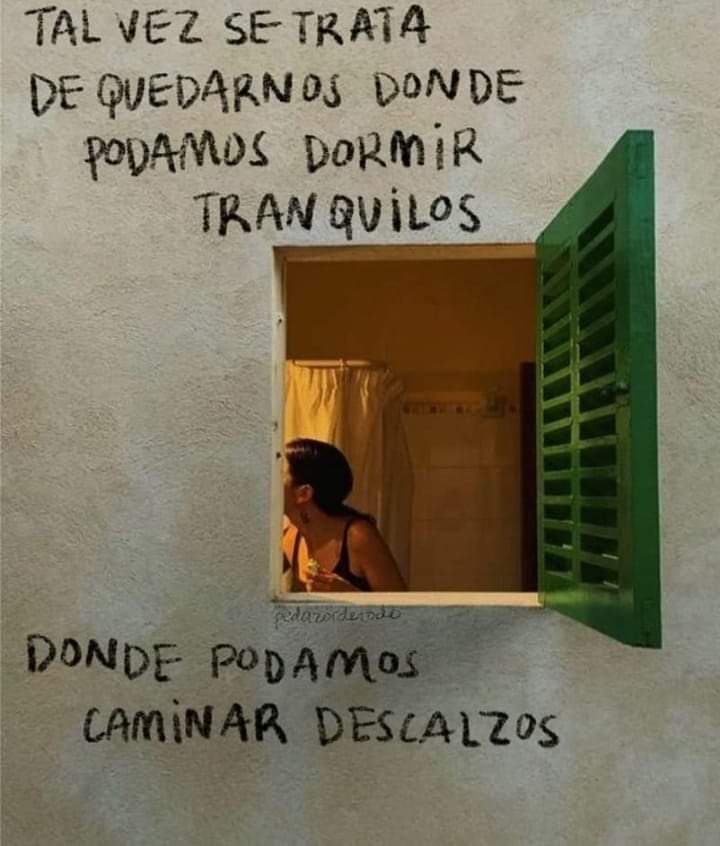 TAL VEZ SE TRATA
DE QUEDARNOS DONDE
PODAMOS DORMIR
TRANQUILOS
DONDE PODAMOS
CAMINAR DESCALZOS